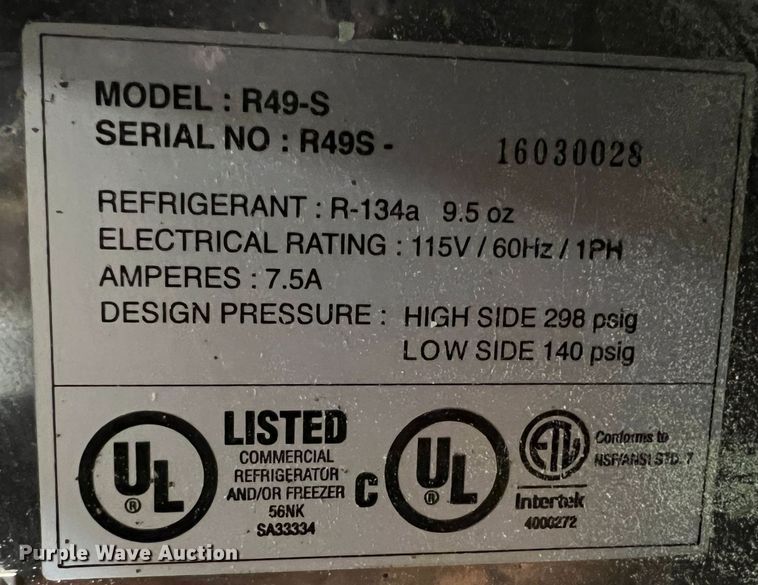 MODEL : R49-S
SERIAL NO : R49S - 16030028
REFRIGERANT : R-134a 9.5 oz
ELECTRICAL RATING : 115V / 60Hz / 1PH
AMPERES : 7.5A
DESIGN PRESSURE : HIGH SIDE 298 psig
LOW SIDE 140 psig
UL ®
LISTED
COMMERCIAL
REFRIGERATOR
AND/OR FREEZER
56NK
SA33334
C UL ®
ETL ®
Intertek
4000272
Conforms to
NSF/ANSI STD. 7
Purple Wave Auction